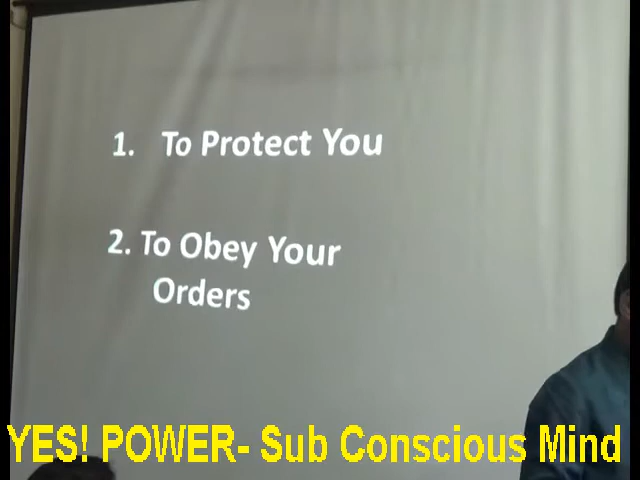 1. To Protect You
2. To Obey Your
Orders
YES! POWER- Sub Conscious Mind